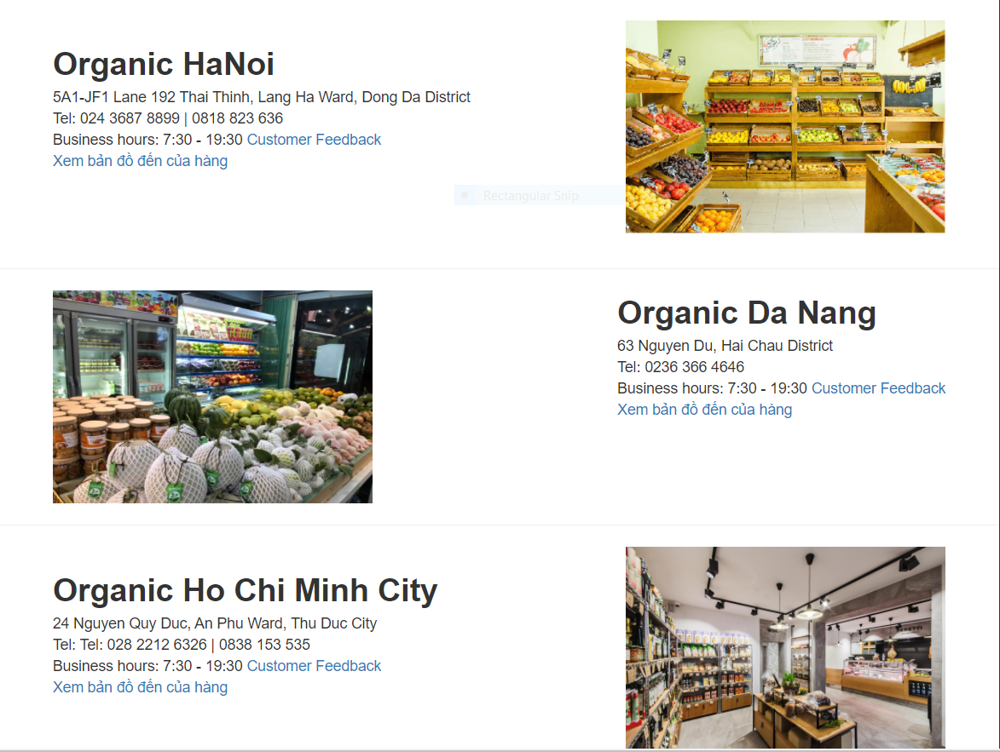 Organic HaNoi
5A1-JF1 Lane 192 Thai Thinh, Lang Ha Ward, Dong Da District
Tel: 024 3687 8899 | 0818 823 636
Business hours: 7:30 - 19:30 Customer Feedback
Xem bản đồ đến của hàng
Rectangular Snip
Organic Da Nang
63 Nguyen Du, Hai Chau District
Tel: 0236 366 4646
Business hours: 7:30 - 19:30 Customer Feedback
Xem bản đồ đến của hàng
Organic Ho Chi Minh City
24 Nguyen Quy Duc, An Phu Ward, Thu Duc City
Tel: Tel: 028 2212 6326 | 0838 153 535
Business hours: 7:30 - 19:30 Customer Feedback
Xem bản đồ đến của hàng